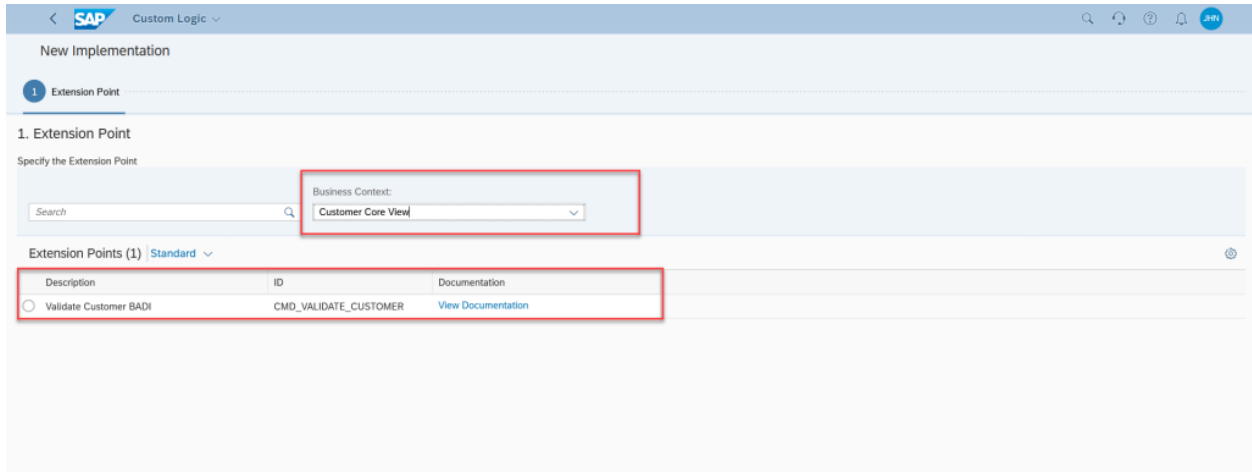 SAP Custom Logic JHN
New Implementation
1 Extension Point
1. Extension Point
Specify the Extension Point
Business Context:
Search Customer Core View
Extension Points (1) Standard
Description ID Documentation
Validate Customer BADI CMD_VALIDATE_CUSTOMER View Documentation